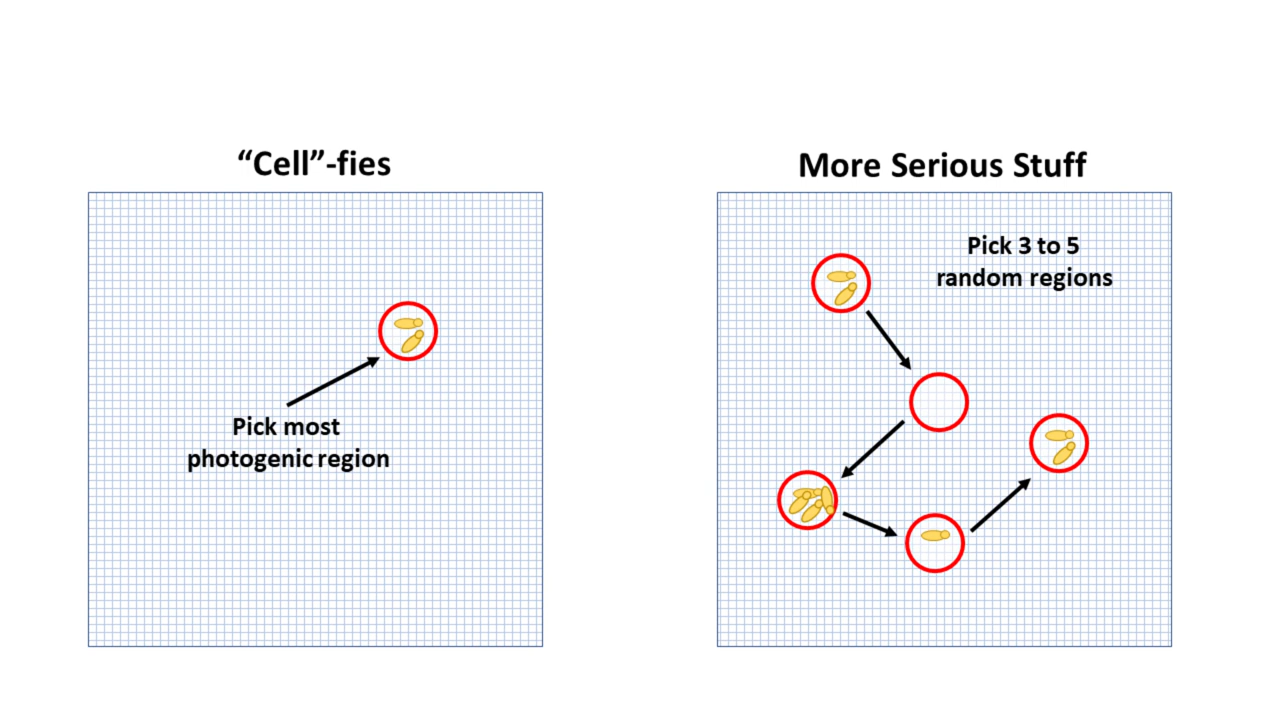 “Cell”-fies
Pick most
photogenic region
More Serious Stuff
Pick 3 to 5
random regions